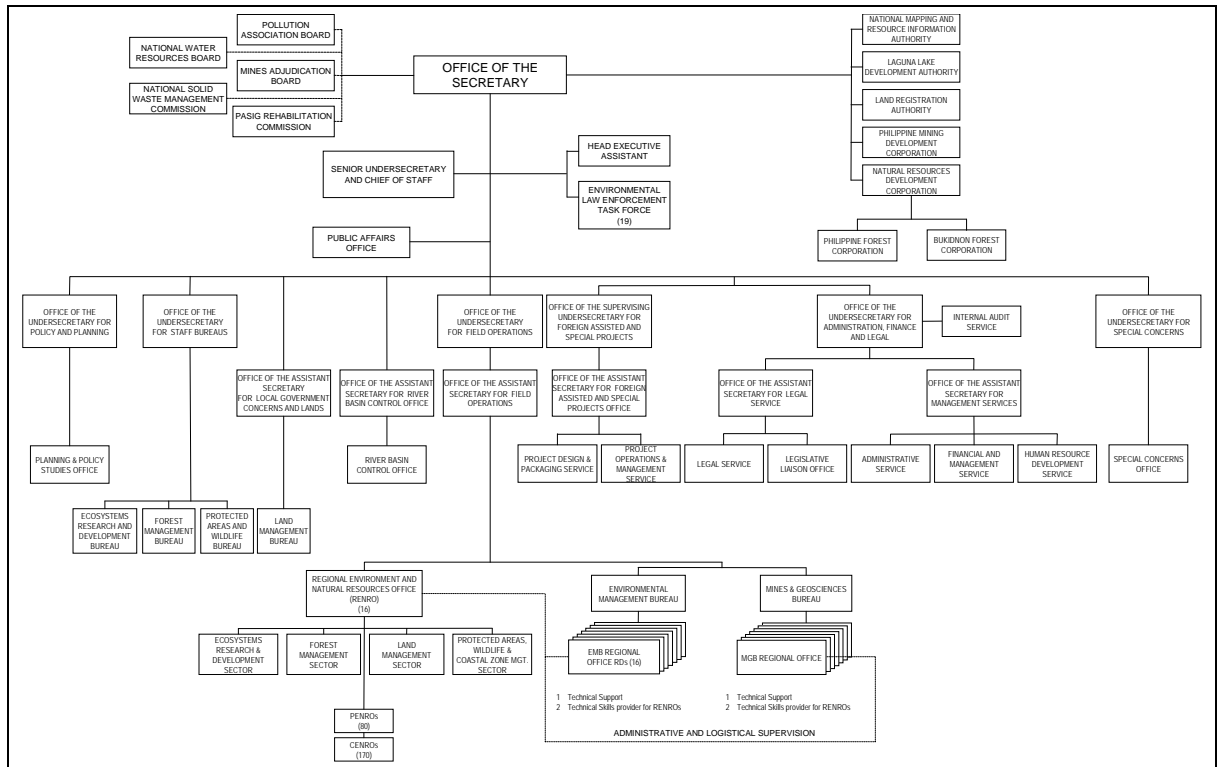 POLLUTION
ASSOCIATION BOARD
NATIONAL WATER
RESOURCES BOARD
MINES ADJUDICATION
BOARD
NATIONAL SOLID
WASTE MANAGEMENT
COMMISSION
PASIG REHABILITATION
COMMISSION
OFFICE OF THE
SECRETARY
NATIONAL MAPPING AND
RESOURCE INFORMATION
AUTHORITY
LAGUNA LAKE
DEVELOPMENT AUTHORITY
LAND REGISTRATION
AUTHORITY
PHILIPPINE MINING
DEVELOPMENT
CORPORATION
NATURAL RESOURCES
DEVELOPMENT
CORPORATION
PHILIPPINE FOREST
CORPORATION
BUKIDNON FOREST
CORPORATION
SENIOR UNDERSECRETARY
AND CHIEF OF STAFF
HEAD EXECUTIVE
ASSISTANT
ENVIRONMENTAL
LAW ENFORCEMENT
TASK FORCE
(19)
PUBLIC AFFAIRS
OFFICE
OFFICE OF THE
UNDERSECRETARY FOR
POLICY AND PLANNING
OFFICE OF THE
UNDERSECRETARY
FOR STAFF BUREAUS
OFFICE OF THE
UNDERSECRETARY
FOR FIELD OPERATIONS
OFFICE OF THE SUPERVISING
UNDERSECRETARY FOR
FOREIGN ASSISTED AND
SPECIAL PROJECTS
OFFICE OF THE
UNDERSECRETARY FOR
ADMINISTRATION, FINANCE
AND LEGAL
INTERNAL AUDIT
SERVICE
OFFICE OF THE
UNDERSECRETARY FOR
SPECIAL CONCERNS
OFFICE OF THE ASSISTANT
SECRETARY
FOR LOCAL GOVERNMENT
CONCERNS AND LANDS
OFFICE OF THE ASSISTANT
SECRETARY FOR RIVER
BASIN CONTROL OFFICE
OFFICE OF THE ASSISTANT
SECRETARY FOR FIELD
OPERATIONS
OFFICE OF THE ASSISTANT
SECRETARY FOR FOREIGN
ASSISTED AND SPECIAL
PROJECTS OFFICE
OFFICE OF THE ASSISTANT
SECRETARY FOR LEGAL
SERVICE
OFFICE OF THE ASSISTANT
SECRETARY FOR
MANAGEMENT SERVICES
PLANNING & POLICY
STUDIES OFFICE
RIVER BASIN
CONTROL OFFICE
PROJECT DESIGN &
PACKAGING SERVICE
PROJECT
OPERATIONS &
MANAGEMENT
SERVICE
LEGAL SERVICE
LEGISLATIVE
LIAISON OFFICE
ADMINISTRATIVE
SERVICE
FINANCIAL AND
MANAGEMENT
SERVICE
HUMAN RESOURCE
DEVELOPMENT
SERVICE
SPECIAL CONCERNS
OFFICE
ECOSYSTEMS
RESEARCH AND
DEVELOPMENT
BUREAU
FOREST
MANAGEMENT
BUREAU
PROTECTED
AREAS AND
WILDLIFE
BUREAU
LAND
MANAGEMENT
BUREAU
REGIONAL ENVIRONMENT AND
NATURAL RESOURCES OFFICE
(RENRO)
(16)
ENVIRONMENTAL
MANAGEMENT BUREAU
MINES & GEOSCIENCES
BUREAU
ECOSYSTEMS
RESEARCH &
DEVELOPMENT
SECTOR
FOREST
MANAGEMENT
SECTOR
LAND
MANAGEMENT
SECTOR
PROTECTED AREAS,
WILDLIFE &
COASTAL ZONE MGT.
SECTOR
EMB REGIONAL
OFFICE RDs (16)
MGB REGIONAL OFFICE
1 Technical Support
2 Technical Skills provider for RENROs
1 Technical Support
2 Technical Skills provider for RENROs
PENROs
(80)
CENROs
(170)
ADMINISTRATIVE AND LOGISTICAL SUPERVISION